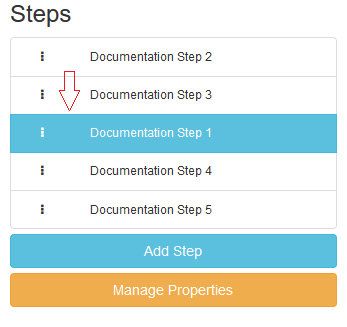 Steps
Documentation Step 2
Documentation Step 3
Documentation Step 1
Documentation Step 4
Documentation Step 5
Add Step
Manage Properties